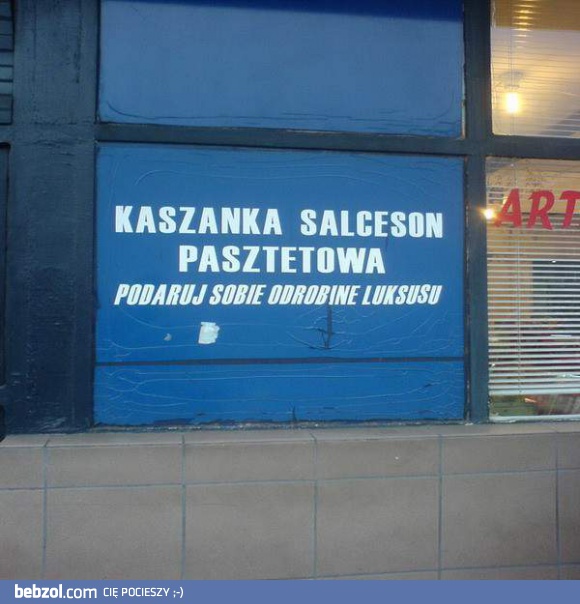 KASZANKA SALCESON
PASZTETOWA
PODARUJ SOBIE ODROBINE LUKSUSU
ART
bebzol.com CIĘ POCIESZY ;-)